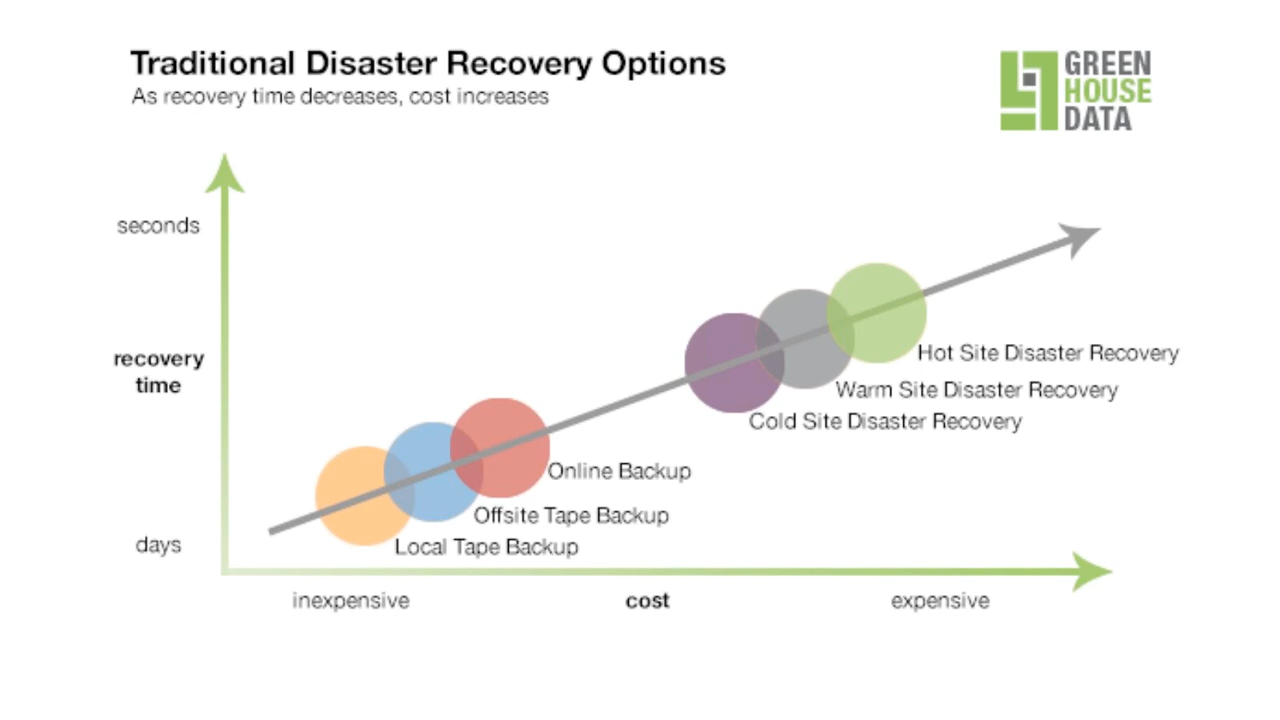 Traditional Disaster Recovery Options
As recovery time decreases, cost increases
GREEN
HOUSE
DATA
seconds
recovery
time
days
Hot Site Disaster Recovery
Warm Site Disaster Recovery
Cold Site Disaster Recovery
Online Backup
Offsite Tape Backup
Local Tape Backup
inexpensive
cost
expensive